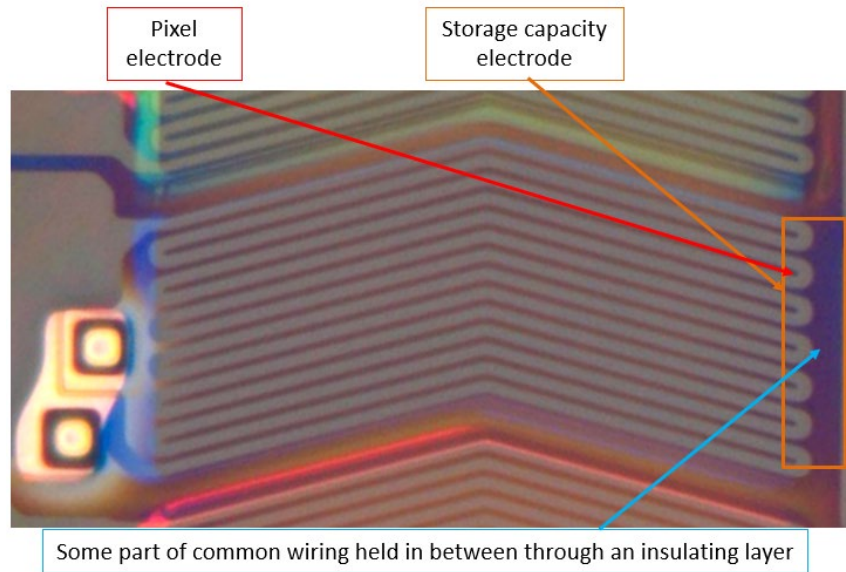 Pixel
electrode
Storage capacity
electrode
Some part of common wiring held in between through an insulating layer